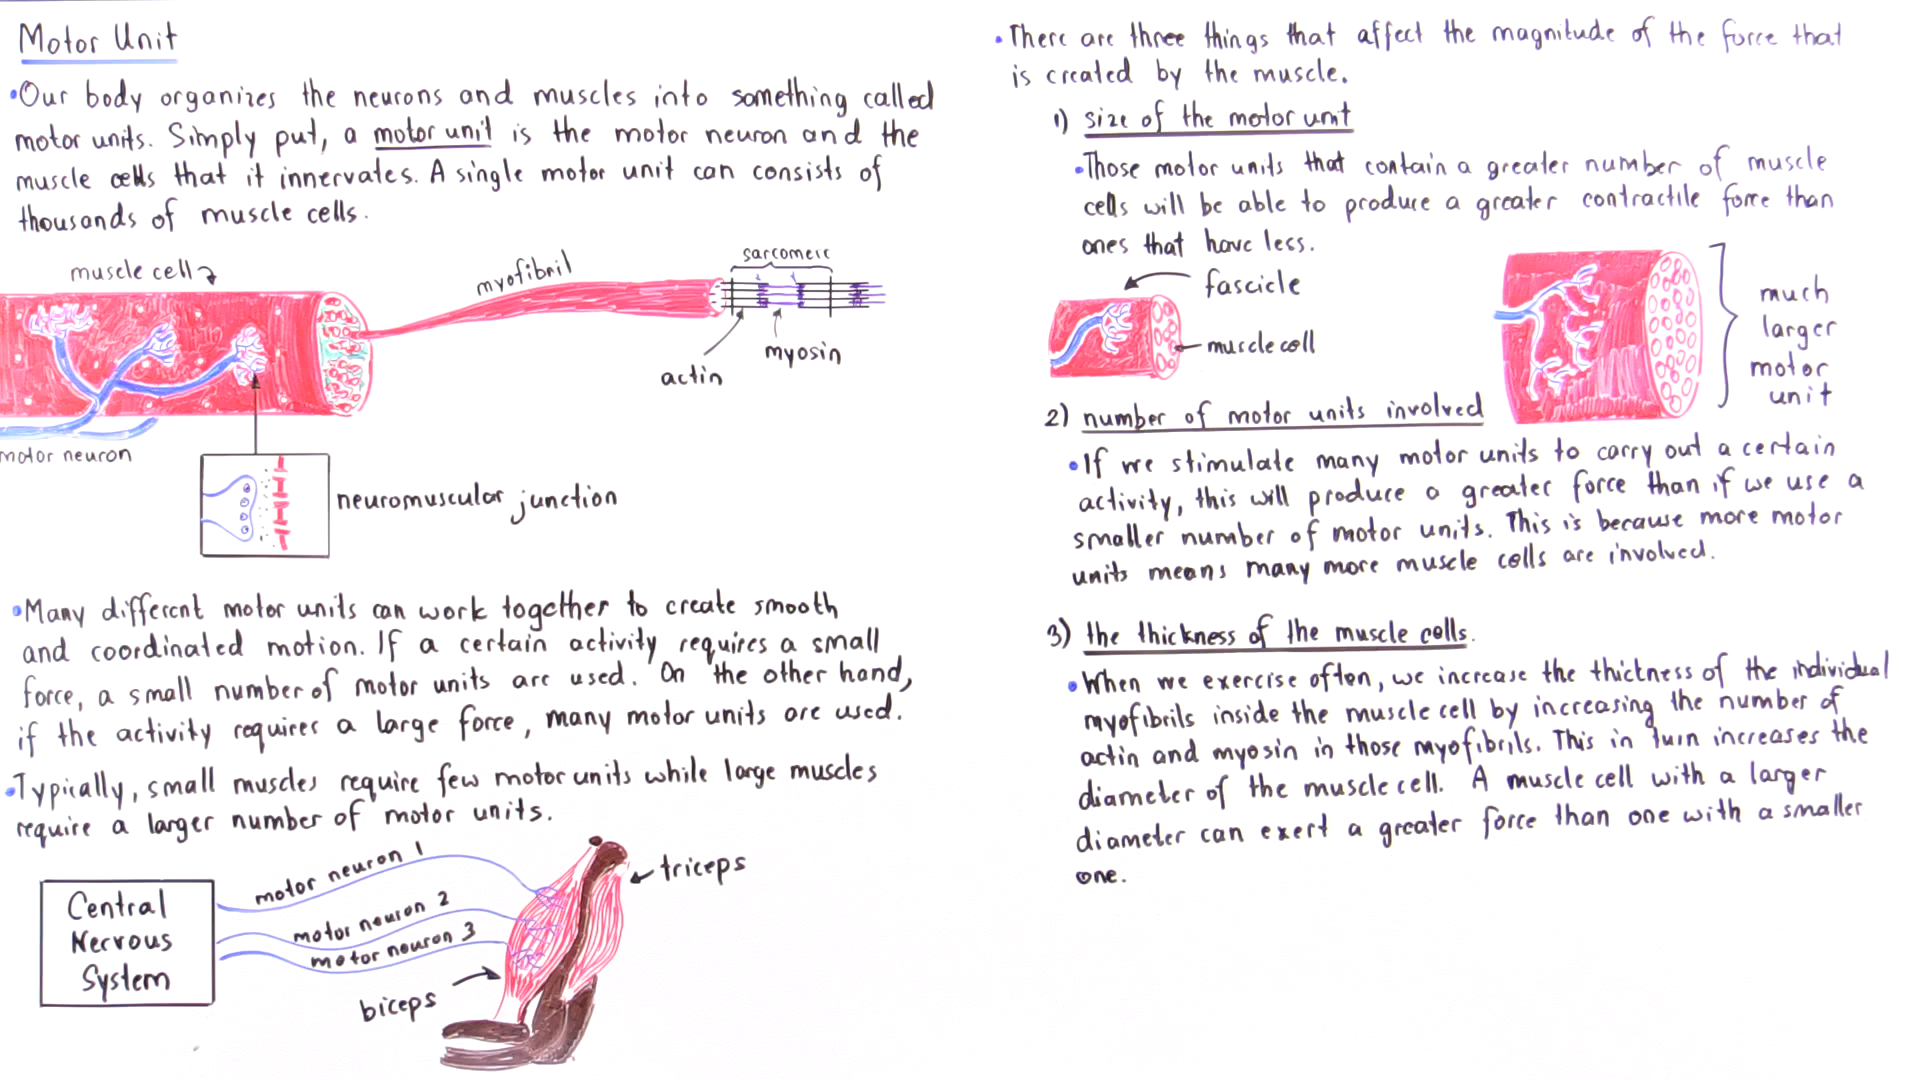 Motor Unit
•Our body organizes the neurons and muscles into something called
motor units. Simply put, a motor unit is the motor neuron and the
muscle cells that it innervates. A single motor unit can consists of
thousands of muscle cells.
muscle cell
myofibril
sarcomere
actin
myosin
motor neuron
neuromuscular junction
•Many different motor units can work together to create smooth
and coordinated motion. If a certain activity requires a small
force, a small number of motor units are used. On the other hand,
if the activity requires a large force, many motor units are used.
•Typically, small muscles require few motor units while large muscles
require a larger number of motor units.
Central
Nervous
System
motor neuron 1
motor neuron 2
motor neuron 3
triceps
biceps
•There are three things that affect the magnitude of the force that
is created by the muscle.
1) size of the motor unit
•Those motor units that contain a greater number of muscle
cells will be able to produce a greater contractile force than
ones that have less.
fascicle
muscle cell
much
larger
motor
unit
2) number of motor units involved
•If we stimulate many motor units to carry out a certain
activity, this will produce a greater force than if we use a
smaller number of motor units. This is because more motor
units means many more muscle cells are involved.
3) the thickness of the muscle cells.
•When we exercise often, we increase the thickness of the individual
myofibrils inside the muscle cell by increasing the number of
actin and myosin in those myofibrils. This in turn increases the
diameter of the muscle cell. A muscle cell with a larger
diameter can exert a greater force than one with a smaller
one.